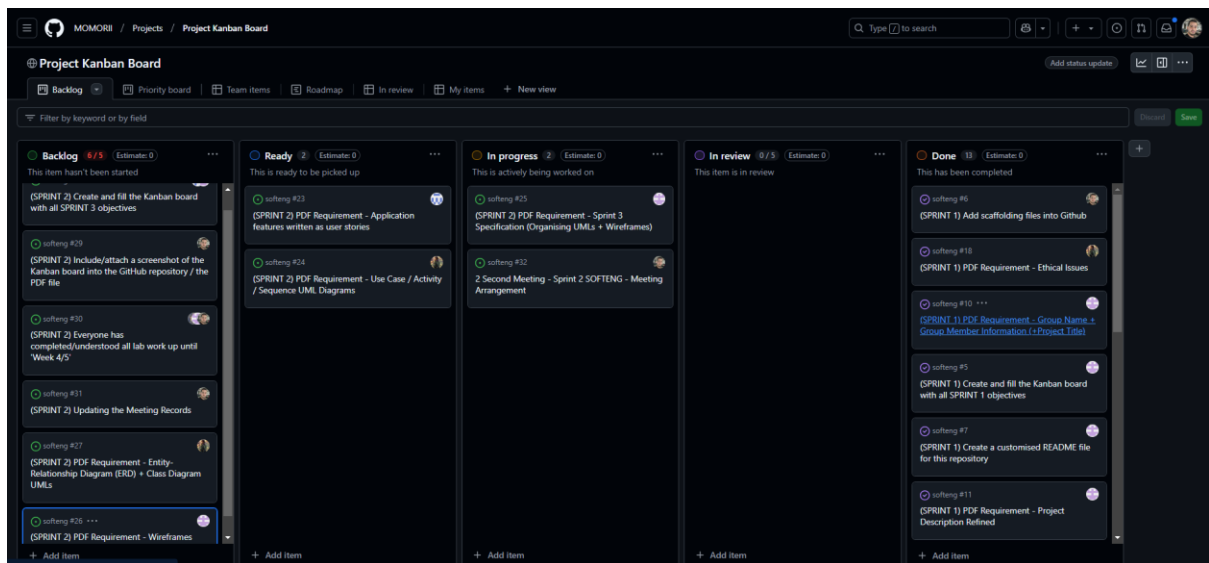 MOMORII / Projects / Project Kanban Board
Type / to search
Project Kanban Board
Add status update
Backlog
Priority board
Team items
Roadmap
In review
My items
+ New view
Filter by keyword or by field
Discard
Save
Backlog 6/5 Estimate: 0
This item hasn't been started
(SPRINT 2) Create and fill the Kanban board
with all SPRINT 3 objectives
softeng #29
(SPRINT 2) Include/attach a screenshot of the
Kanban board into the GitHub repository / the
PDF file
softeng #30
(SPRINT 2) Everyone has
completed/understood all lab work up until
'Week 4/5'
softeng #31
(SPRINT 2) Updating the Meeting Records
softeng #27
(SPRINT 2) PDF Requirement - Entity-
Relationship Diagram (ERD) + Class Diagram
UMLs
softeng #26
(SPRINT 2) PDF Requirement - Wireframes
+ Add item
Ready 2 Estimate: 0
This is ready to be picked up
softeng #23
(SPRINT 2) PDF Requirement - Application
features written as user stories
softeng #24
(SPRINT 2) PDF Requirement - Use Case / Activity
/ Sequence UML Diagrams
+ Add item
In progress 2 Estimate: 0
This is actively being worked on
softeng #25
(SPRINT 2) PDF Requirement - Sprint 3
Specification (Organising UMLs + Wireframes)
softeng #32
2 Second Meeting - Sprint 2 SOFTENG - Meeting
Arrangement
+ Add item
In review 0/5 Estimate: 0
This item is in review
+ Add item
Done 13 Estimate: 0
This has been completed
softeng #6
(SPRINT 1) Add scaffolding files into Github
softeng #18
(SPRINT 1) PDF Requirement - Ethical Issues
softeng #10
(SPRINT 1) PDF Requirement - Group Name +
Group Member Information (+Project Title)
softeng #5
(SPRINT 1) Create and fill the Kanban board
with all SPRINT 1 objectives
softeng #7
(SPRINT 1) Create a customised README file
for this repository
softeng #11
(SPRINT 1) PDF Requirement - Project
Description Refined
+ Add item